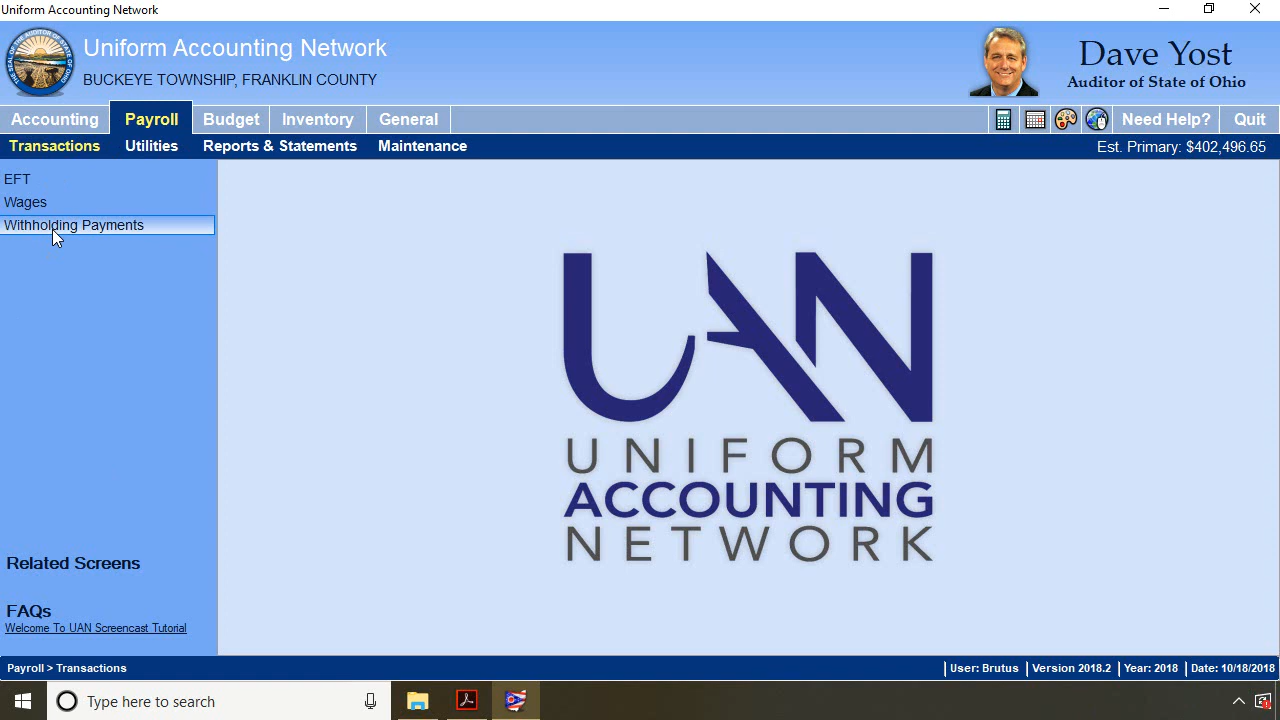 Uniform Accounting Network
Uniform Accounting Network
BUCKEYE TOWNSHIP, FRANKLIN COUNTY
Dave Yost
Auditor of State of Ohio
Accounting Payroll Budget Inventory General Need Help? Quit
Transactions Utilities Reports & Statements Maintenance Est. Primary: $402,496.65
EFT
Wages
Withholding Payments
UAN
UNIFORM
ACCOUNTING
NETWORK
Related Screens
FAQs
Welcome To UAN Screencast Tutorial
Payroll > Transactions User: Brutus Version 2018.2 Year: 2018 Date: 10/18/2018
Type here to search